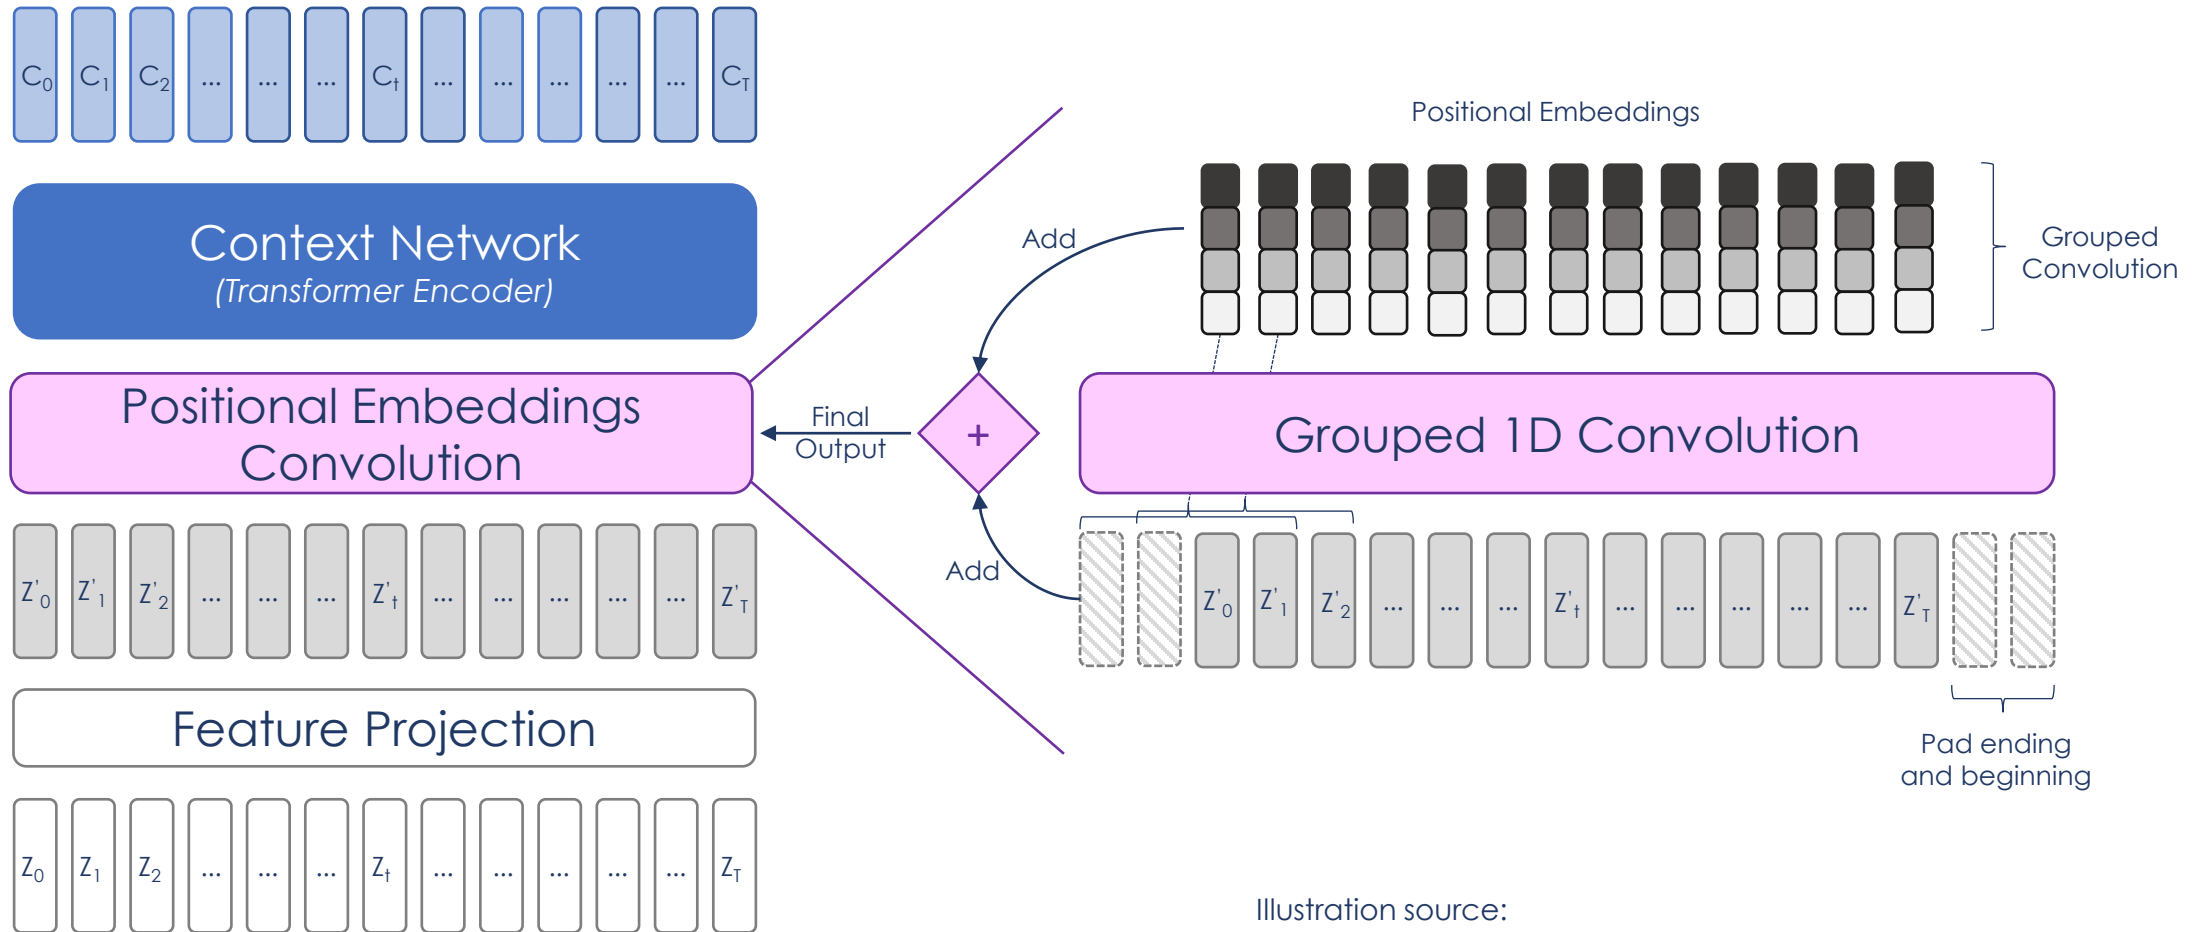 C0 C1 C2 ... ... ... Ct ... ... ... ... ... CT
Context Network
(Transformer Encoder)
Positional Embeddings
Convolution
Z'0 Z'1 Z'2 ... ... ... Z't ... ... ... ... ... Z'T
Feature Projection
Z0 Z1 Z2 ... ... ... Zt ... ... ... ... ... ZT
Positional Embeddings
Add
Grouped
Convolution
Final
Output
+
Grouped 1D Convolution
Add
Z'0 Z'1 Z'2 ... ... ... Z't ... ... ... ... ... Z'T
Pad ending
and beginning
Illustration source: